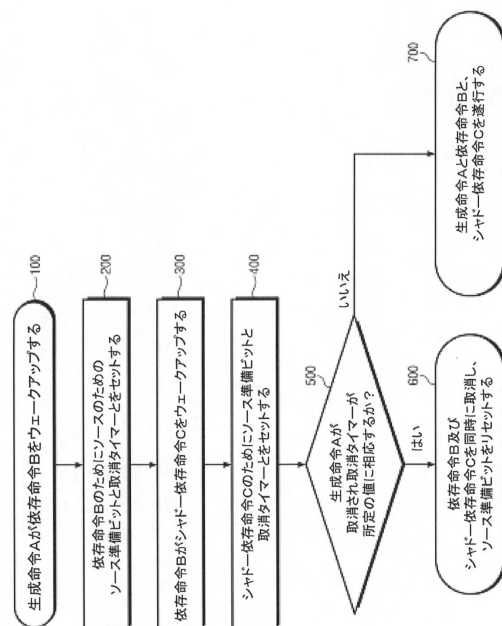 100
生成命令Aが依存命令Bをウェークアップする
200
依存命令Bのためにソースのための
ソース準備ビットと取消タイマーとをセットする
300
依存命令Bがシャドー依存命令Cをウェークアップする
400
シャドー依存命令Cのためにソース準備ビットと
取消タイマーとをセットする
500
生成命令Aが
取消され取消タイマーが
所定の値に相応するか？
いいえ
はい
600
依存命令B及び
シャドー依存命令Cを同時に取消し、
ソース準備ビットをリセットする
700
生成命令Aと依存命令Bと、
シャドー依存命令Cを遂行する